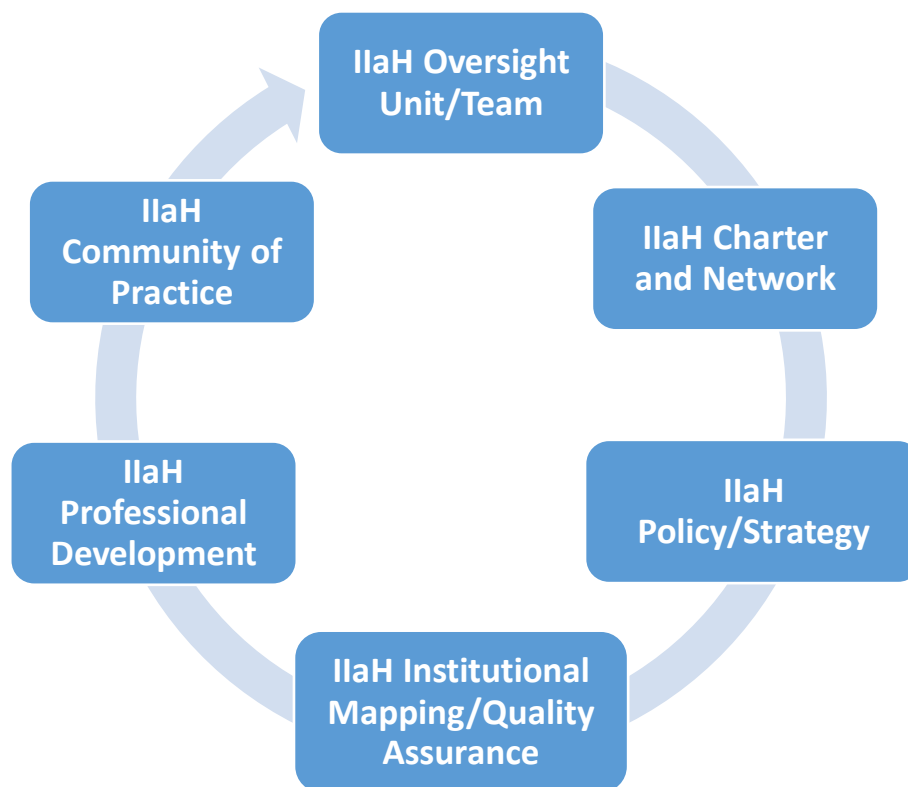 IIaH Oversight
Unit/Team
IIaH Charter
and Network
IIaH
Policy/Strategy
IIaH Institutional
Mapping/Quality
Assurance
IIaH
Professional
Development
IIaH
Community of
Practice